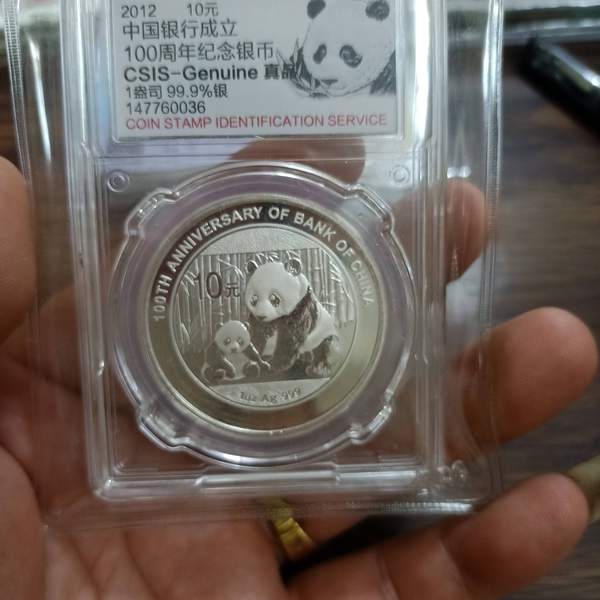 2012 10元
中国银行成立
100周年纪念银币
CSIS-Genuine 真品
1盎司 99.9%银
147760036
COIN STAMP IDENTIFICATION SERVICE
100TH ANNIVERSARY OF BANK OF CHINA
10元
1oz Ag .999